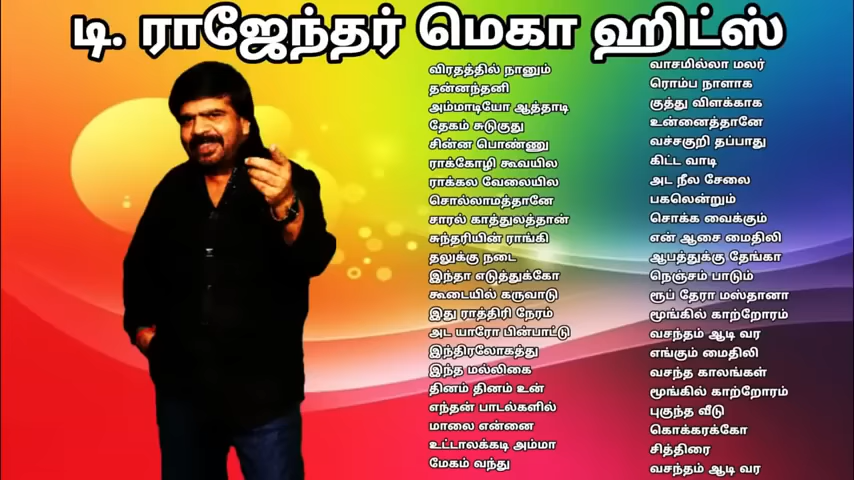 டி. ராஜேந்தர் மெகா ஹிட்ஸ்
விரதத்தில் நானும்
தன்னந்தனி
அம்மாடியோ ஆத்தாடி
தேகம் சுடுகுது
சின்ன பொண்ணு
ராக்கோழி கூவயில
ராக்கல வேலையில
சொல்லாமத்தானே
சாரல் காத்துலத்தான்
சுந்தரியின் ராங்கி
தலுக்கு நடை
இந்தா எடுத்துக்கோ
கூடையில் கருவாடு
இது ராத்திரி நேரம்
அட யாரோ பின்பாட்டு
இந்திரலோகத்து
இந்த மல்லிகை
தினம் தினம் உன்
எந்தன் பாடல்களில்
மாலை என்னை
உட்டாலக்கடி அம்மா
மேகம் வந்து
வாசமில்லா மலர்
ரொம்ப நாளாக
குத்து விளக்காக
உன்னைத்தானே
வச்சகுறி தப்பாது
கிட்ட வாடி
அட நீல சேலை
பகலென்றும்
சொக்க வைக்கும்
என் ஆசை மைதிலி
ஆபத்துக்கு தேங்கா
நெஞ்சம் பாடும்
ரூப் தேரா மஸ்தானா
மூங்கில் காற்றோரம்
வசந்தம் ஆடி வர
எங்கும் மைதிலி
வசந்த காலங்கள்
மூங்கில் காற்றோரம்
புகுந்த வீடு
கொக்கரக்கோ
சித்திரை
வசந்தம் ஆடி வர